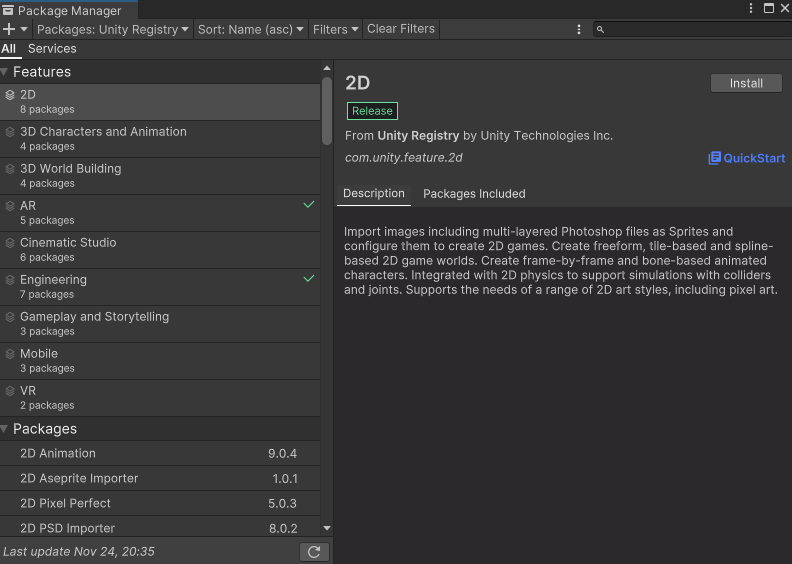 Package Manager
Packages: Unity Registry Sort: Name (asc) Filters Clear Filters
All Services
Features
2D
8 packages
3D Characters and Animation
4 packages
3D World Building
4 packages
AR
5 packages
Cinematic Studio
6 packages
Engineering
7 packages
Gameplay and Storytelling
3 packages
Mobile
3 packages
VR
2 packages
Packages
2D Animation 9.0.4
2D Aseprite Importer 1.0.1
2D Pixel Perfect 5.0.3
2D PSD Importer 8.0.2
Last update Nov 24, 20:35
2D Install
Release
From Unity Registry by Unity Technologies Inc.
com.unity.feature.2d QuickStart
Description Packages Included
Import images including multi-layered Photoshop files as Sprites and
configure them to create 2D games. Create freeform, tile-based and spline-
based 2D game worlds. Create frame-by-frame and bone-based animated
characters. Integrated with 2D physics to support simulations with colliders
and joints. Supports the needs of a range of 2D art styles, including pixel art.